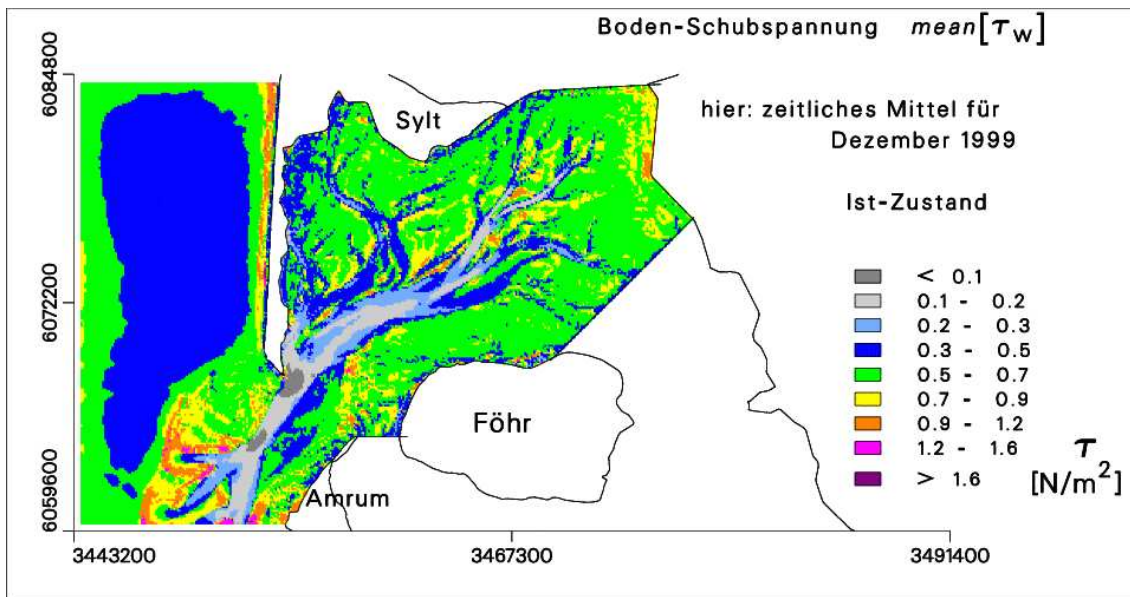 Boden-Schubspannung mean[τw]
6084800
Sylt
hier: zeitliches Mittel für
Dezember 1999
Ist-Zustand
< 0.1
0.1 - 0.2
6072200
0.2 - 0.3
0.3 - 0.5
0.5 - 0.7
0.7 - 0.9
Föhr
0.9 - 1.2
1.2 - 1.6 τ
> 1.6 [N/m²]
Amrum
6059600
3443200 3467300 3491400